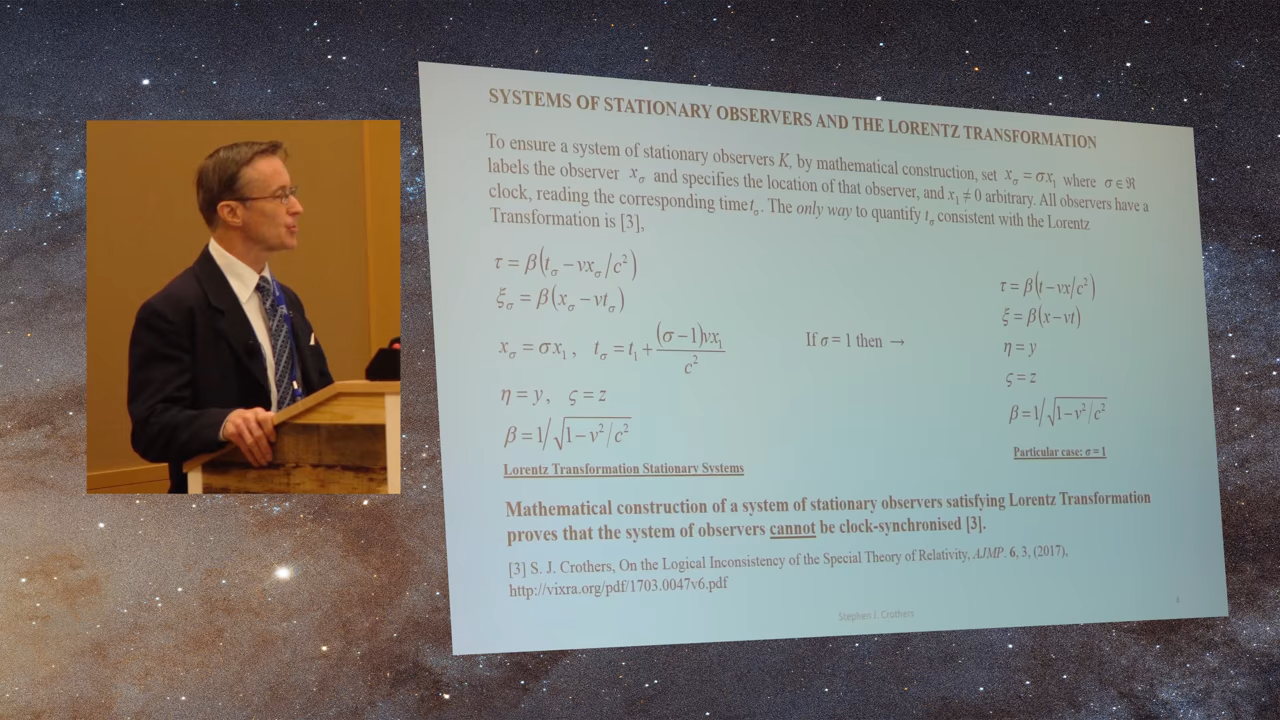 SYSTEMS OF STATIONARY OBSERVERS AND THE LORENTZ TRANSFORMATION
To ensure a system of stationary observers K, by mathematical construction, set x_σ = σx₁ where σ ∈ ℜ
labels the observer x_σ and specifies the location of that observer, and x₁ ≠ 0 arbitrary. All observers have a
clock, reading the corresponding time t_σ. The only way to quantify t_σ consistent with the Lorentz
Transformation is [3],
τ = β(t_σ − vx_σ/c²)
ξ_σ = β(x_σ − vt_σ)
x_σ = σx₁ , t_σ = t₁ + (σ−1)vx₁/c²
η = y, ς = z
β = 1/√(1 − v²/c²)
Lorentz Transformation Stationary Systems
If σ = 1 then →
τ = β(t − vx/c²)
ξ = β(x − vt)
η = y
ς = z
β = 1/√(1 − v²/c²)
Particular case: σ = 1
Mathematical construction of a system of stationary observers satisfying Lorentz Transformation
proves that the system of observers cannot be clock-synchronised [3].
[3] S. J. Crothers, On the Logical Inconsistency of the Special Theory of Relativity, AJMP. 6, 3, (2017),
http://vixra.org/pdf/1703.0047v6.pdf
Stephen J. Crothers